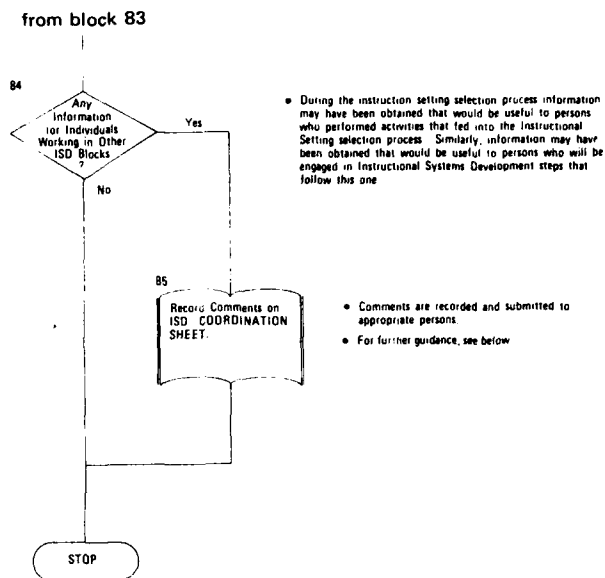 from block 83
84
Any
Information
for Individuals
Working in Other
ISD Blocks
?
Yes
No
• During the instruction setting selection process information
may have been obtained that would be useful to persons
who performed activities that fed into the Instructional
Setting selection process Similarly, information may have
been obtained that would be useful to persons who will be
engaged in Instructional Systems Development steps that
follow this one
85
Record Comments on
ISD COORDINATION
SHEET.
• Comments are recorded and submitted to
appropriate persons.
• For further guidance, see below
STOP